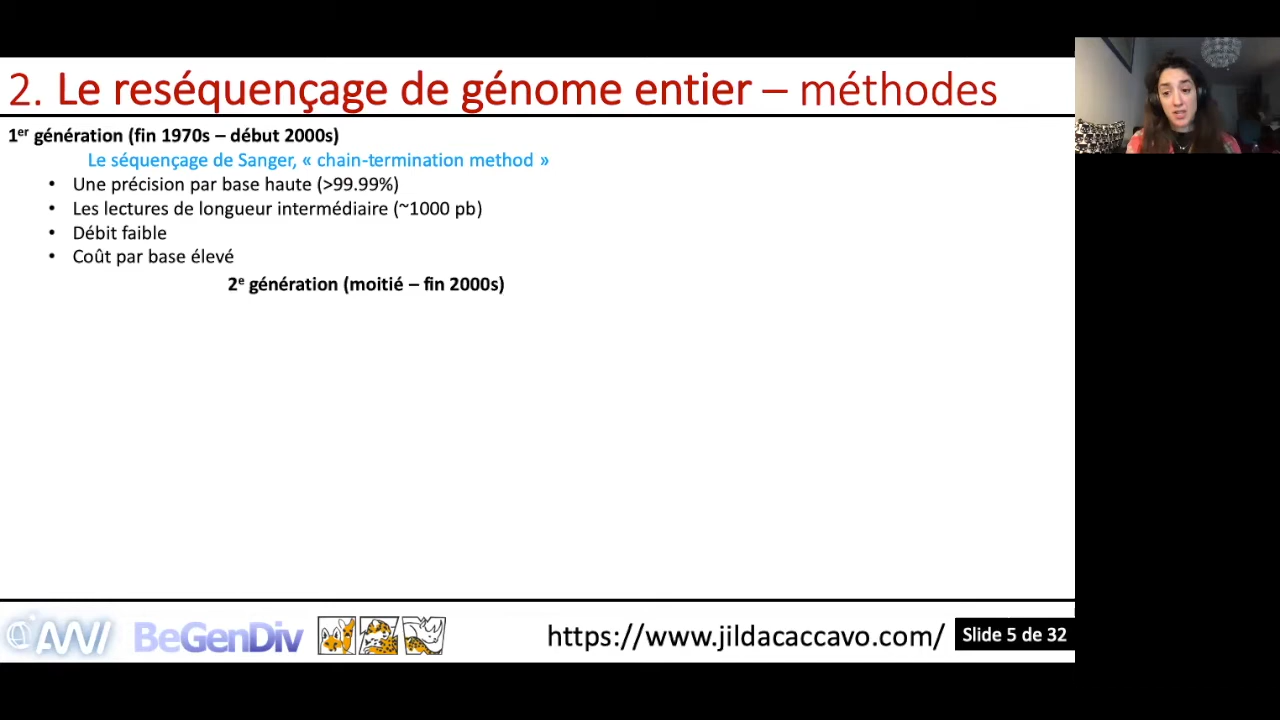 2. Le reséquençage de génome entier – méthodes
1er génération (fin 1970s – début 2000s)
Le séquençage de Sanger, « chain-termination method »
• Une précision par base haute (>99.99%)
• Les lectures de longueur intermédiaire (~1000 pb)
• Débit faible
• Coût par base élevé
2e génération (moitié – fin 2000s)
AWI BeGenDiv https://www.jildacaccavo.com/ Slide 5 de 32